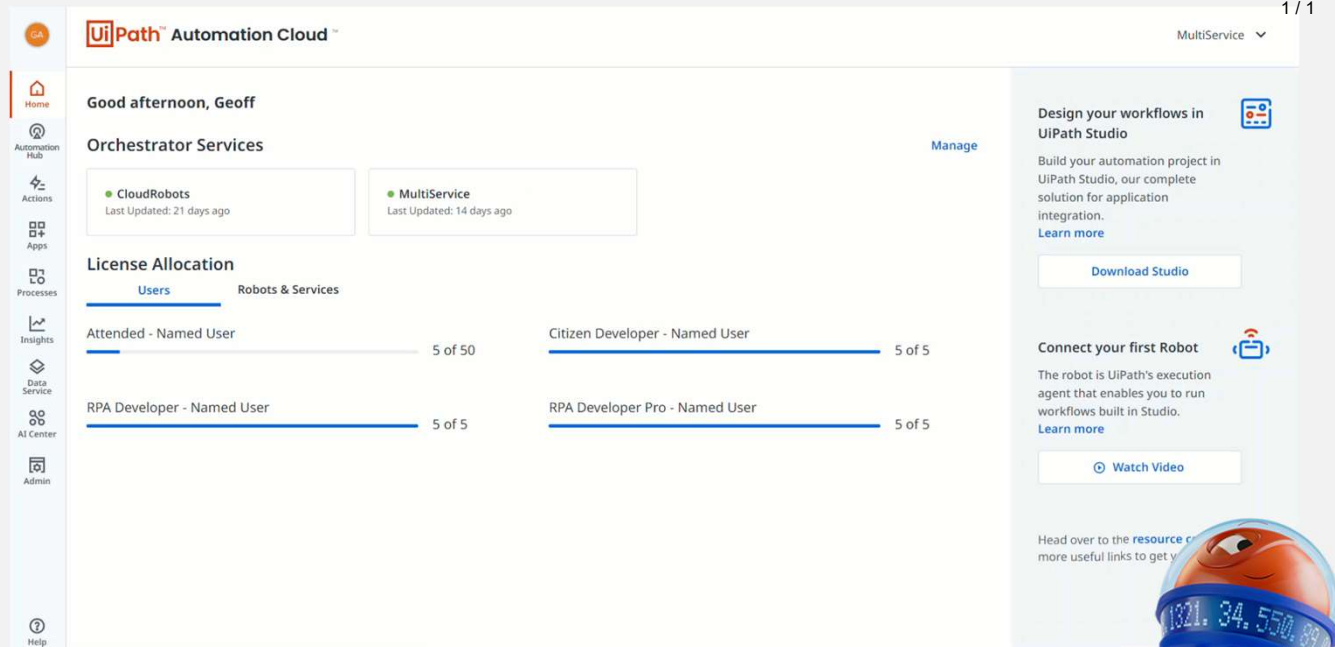 1 / 1
GA
UiPath™ Automation Cloud ™
MultiService
Home
Automation
Hub
Actions
Apps
Processes
Insights
Data
Service
AI Center
Admin
Help
Good afternoon, Geoff
Orchestrator Services
Manage
CloudRobots
Last Updated: 21 days ago
MultiService
Last Updated: 14 days ago
License Allocation
Users
Robots & Services
Attended - Named User
5 of 50
Citizen Developer - Named User
5 of 5
RPA Developer - Named User
5 of 5
RPA Developer Pro - Named User
5 of 5
Design your workflows in
UiPath Studio
Build your automation project in
UiPath Studio, our complete
solution for application
integration.
Learn more
Download Studio
Connect your first Robot
The robot is UiPath's execution
agent that enables you to run
workflows built in Studio.
Learn more
Watch Video
Head over to the resource
more useful links to get
1321. 34. 550.